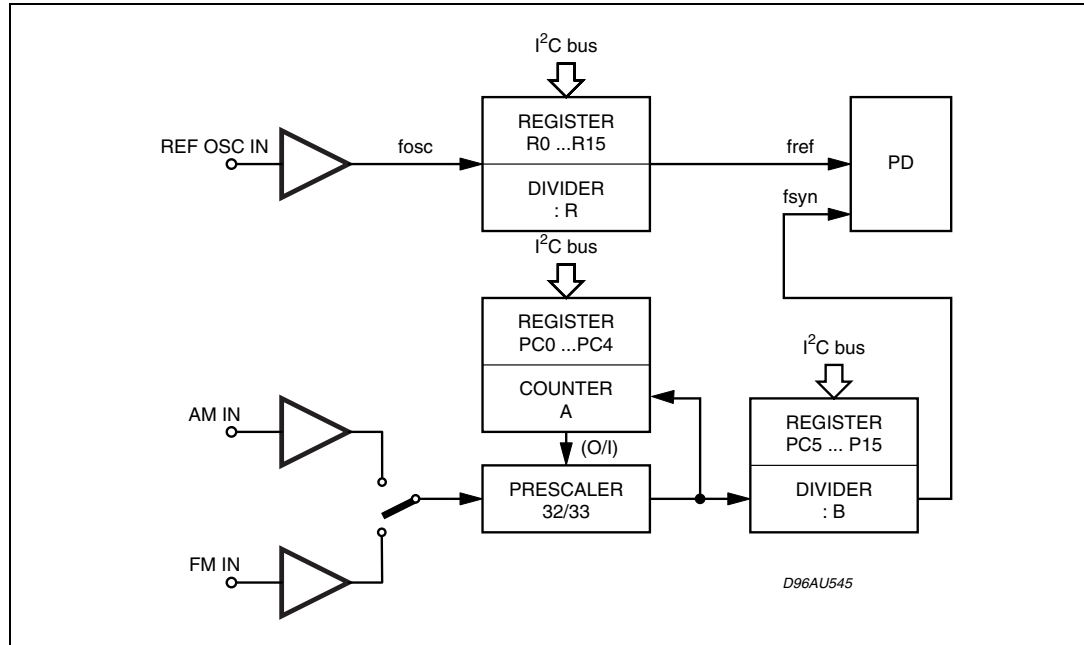 I²C bus
REGISTER
R0 ...R15
DIVIDER
: R
REF OSC IN
fosc
fref
PD
fsyn
I²C bus
REGISTER
PC0 ...PC4
COUNTER
A
(O/I)
PRESCALER
32/33
AM IN
FM IN
I²C bus
REGISTER
PC5 ... P15
DIVIDER
: B
D96AU545